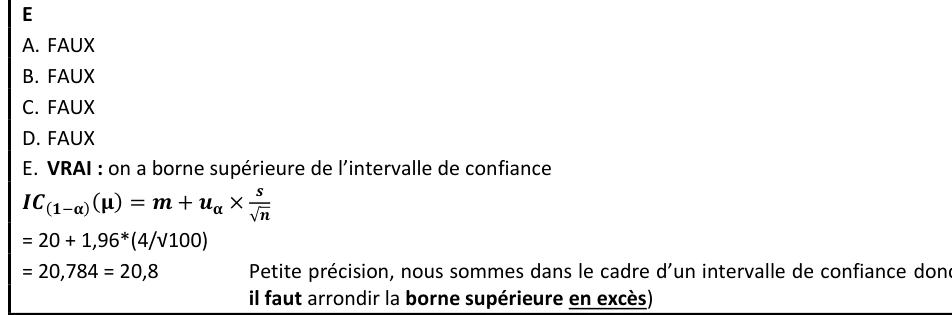 E
A. FAUX
B. FAUX
C. FAUX
D. FAUX
E. VRAI : on a borne supérieure de l’intervalle de confiance
IC₍₁₋α₎(μ) = m + uα × s/√n
= 20 + 1,96*(4/√100)
= 20,784 = 20,8 Petite précision, nous sommes dans le cadre d’un intervalle de confiance donc
il faut arrondir la borne supérieure en excès)